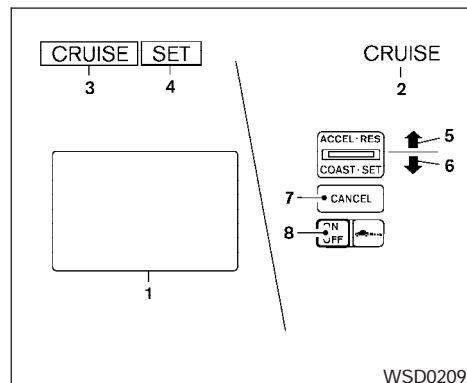 CRUISE SET
3 4
CRUISE
2
ACCEL·RES
5
COAST·SET
6
7 CANCEL
8 ON
OFF
1
WSD0209